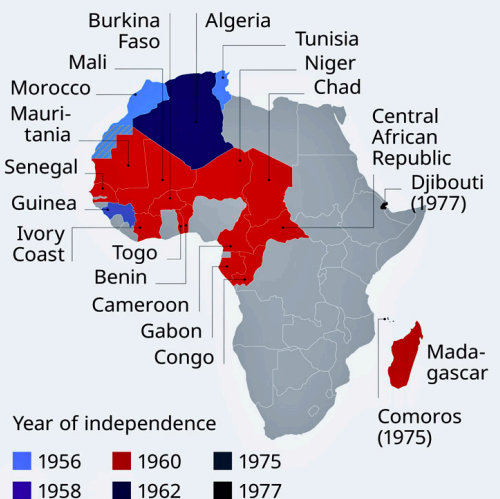 Burkina
Faso
Algeria
Tunisia
Mali
Niger
Morocco
Chad
Mauri-
tania
Central
African
Republic
Senegal
Djibouti
(1977)
Guinea
Ivory
Coast
Togo
Benin
Cameroon
Gabon
Congo
Mada-
gascar
Comoros
(1975)
Year of independence
1956
1960
1975
1958
1962
1977